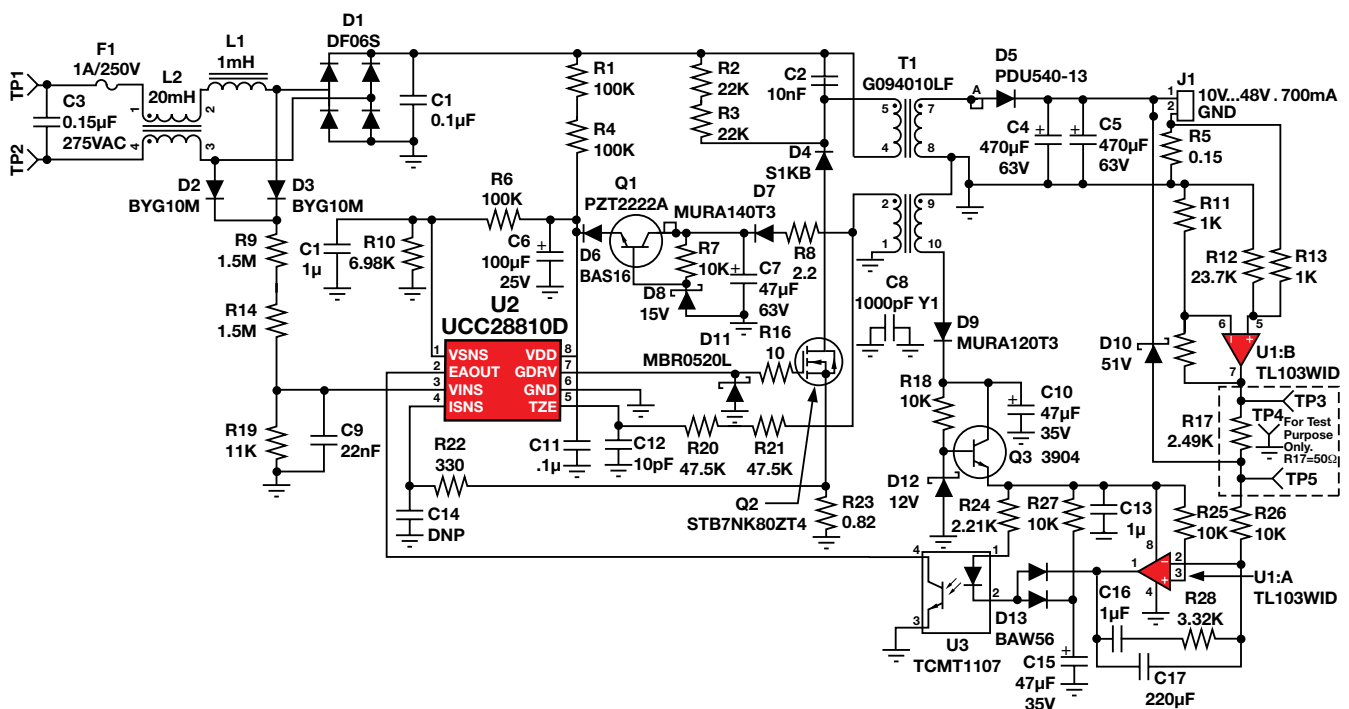 TP1
TP2
F1
1A/250V
C3
0.15µF
275VAC
L2
20mH
1
2
4
3
L1
1mH
D1
DF06S
C1
0.1µF
D2
BYG10M
D3
BYG10M
R9
1.5M
R14
1.5M
R19
11K
C9
22nF
C1
1µ
R10
6.98K
R6
100K
C6
100µF
25V
R1
100K
R4
100K
R2
22K
R3
22K
C2
10nF
D4
S1KB
Q1
PZT2222A
D6
BAS16
D7
MURA140T3
R7
10K
D8
15V
C7
47µF
63V
R8
2.2
T1
G094010LF
5
7
4
8
2
9
1
10
A
D5
PDU540-13
C4
470µF
63V
C5
470µF
63V
J1
1
2
10V...48V . 700mA
GND
R5
0.15
R11
1K
R12
23.7K
R13
1K
6
5
7
U1:B
TL103WID
D10
51V
TP3
R17
2.49K
TP4
For Test
Purpose
Only.
R17=50Ω
TP5
C8
1000pF Y1
D9
MURA120T3
R18
10K
C10
47µF
35V
Q3
3904
D12
12V
U2
UCC28810D
1
VSNS
VDD
8
2
EAOUT
GDRV
7
3
VINS
GND
6
4
ISNS
TZE
5
D11
MBR0520L
R16
10
R22
330
C14
DNP
C11
.1µ
C12
10pF
R20
47.5K
R21
47.5K
Q2
STB7NK80ZT4
R23
0.82
R24
2.21K
R27
10K
C13
1µ
R25
10K
R26
10K
8
1
2
3
4
U1:A
TL103WID
4
3
1
2
U3
TCMT1107
D13
BAW56
C15
47µF
35V
C16
1µF
R28
3.32K
C17
220µF